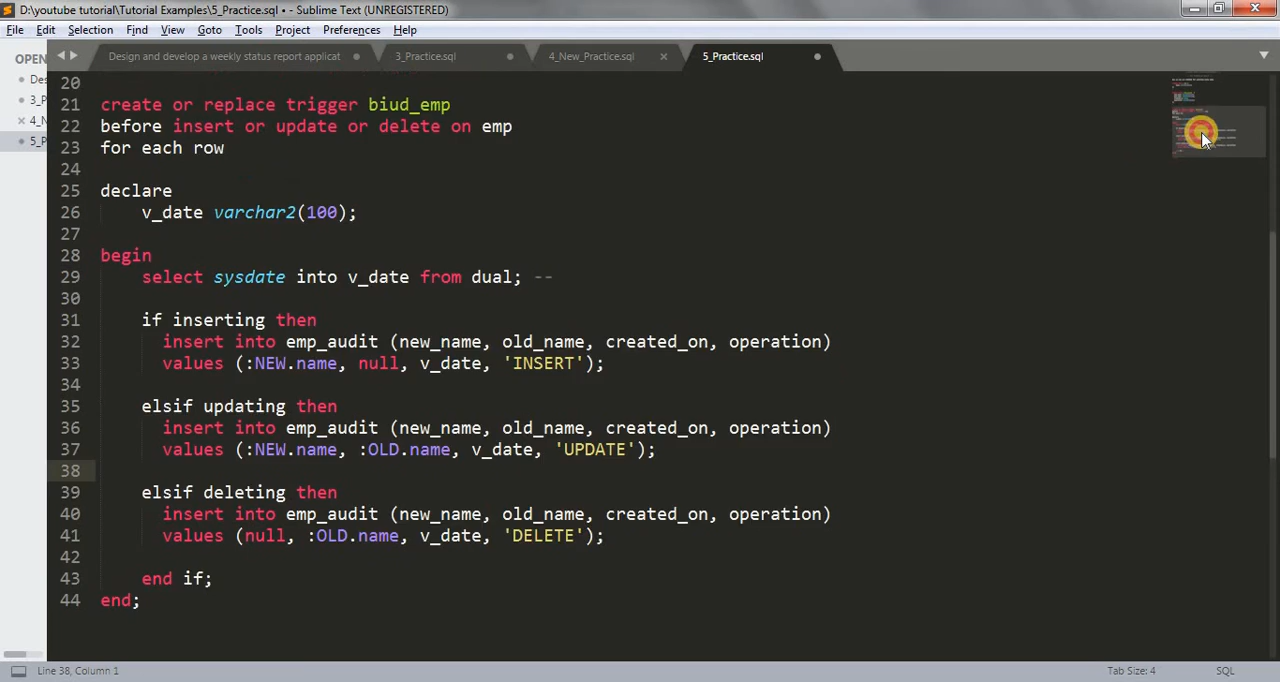 D:\youtube tutorial\Tutorial Examples\5_Practice.sql • - Sublime Text (UNREGISTERED)
File Edit Selection Find View Goto Tools Project Preferences Help
OPEN
Des
3_P
4_N
5_P
Design and develop a weekly status report applicat
3_Practice.sql
4_New_Practice.sql
5_Practice.sql
20
21 create or replace trigger biud_emp
22 before insert or update or delete on emp
23 for each row
24
25 declare
26 v_date varchar2(100);
27
28 begin
29 select sysdate into v_date from dual; --
30
31 if inserting then
32 insert into emp_audit (new_name, old_name, created_on, operation)
33 values (:NEW.name, null, v_date, 'INSERT');
34
35 elsif updating then
36 insert into emp_audit (new_name, old_name, created_on, operation)
37 values (:NEW.name, :OLD.name, v_date, 'UPDATE');
38
39 elsif deleting then
40 insert into emp_audit (new_name, old_name, created_on, operation)
41 values (null, :OLD.name, v_date, 'DELETE');
42
43 end if;
44 end;
Line 38, Column 1 Tab Size: 4 SQL